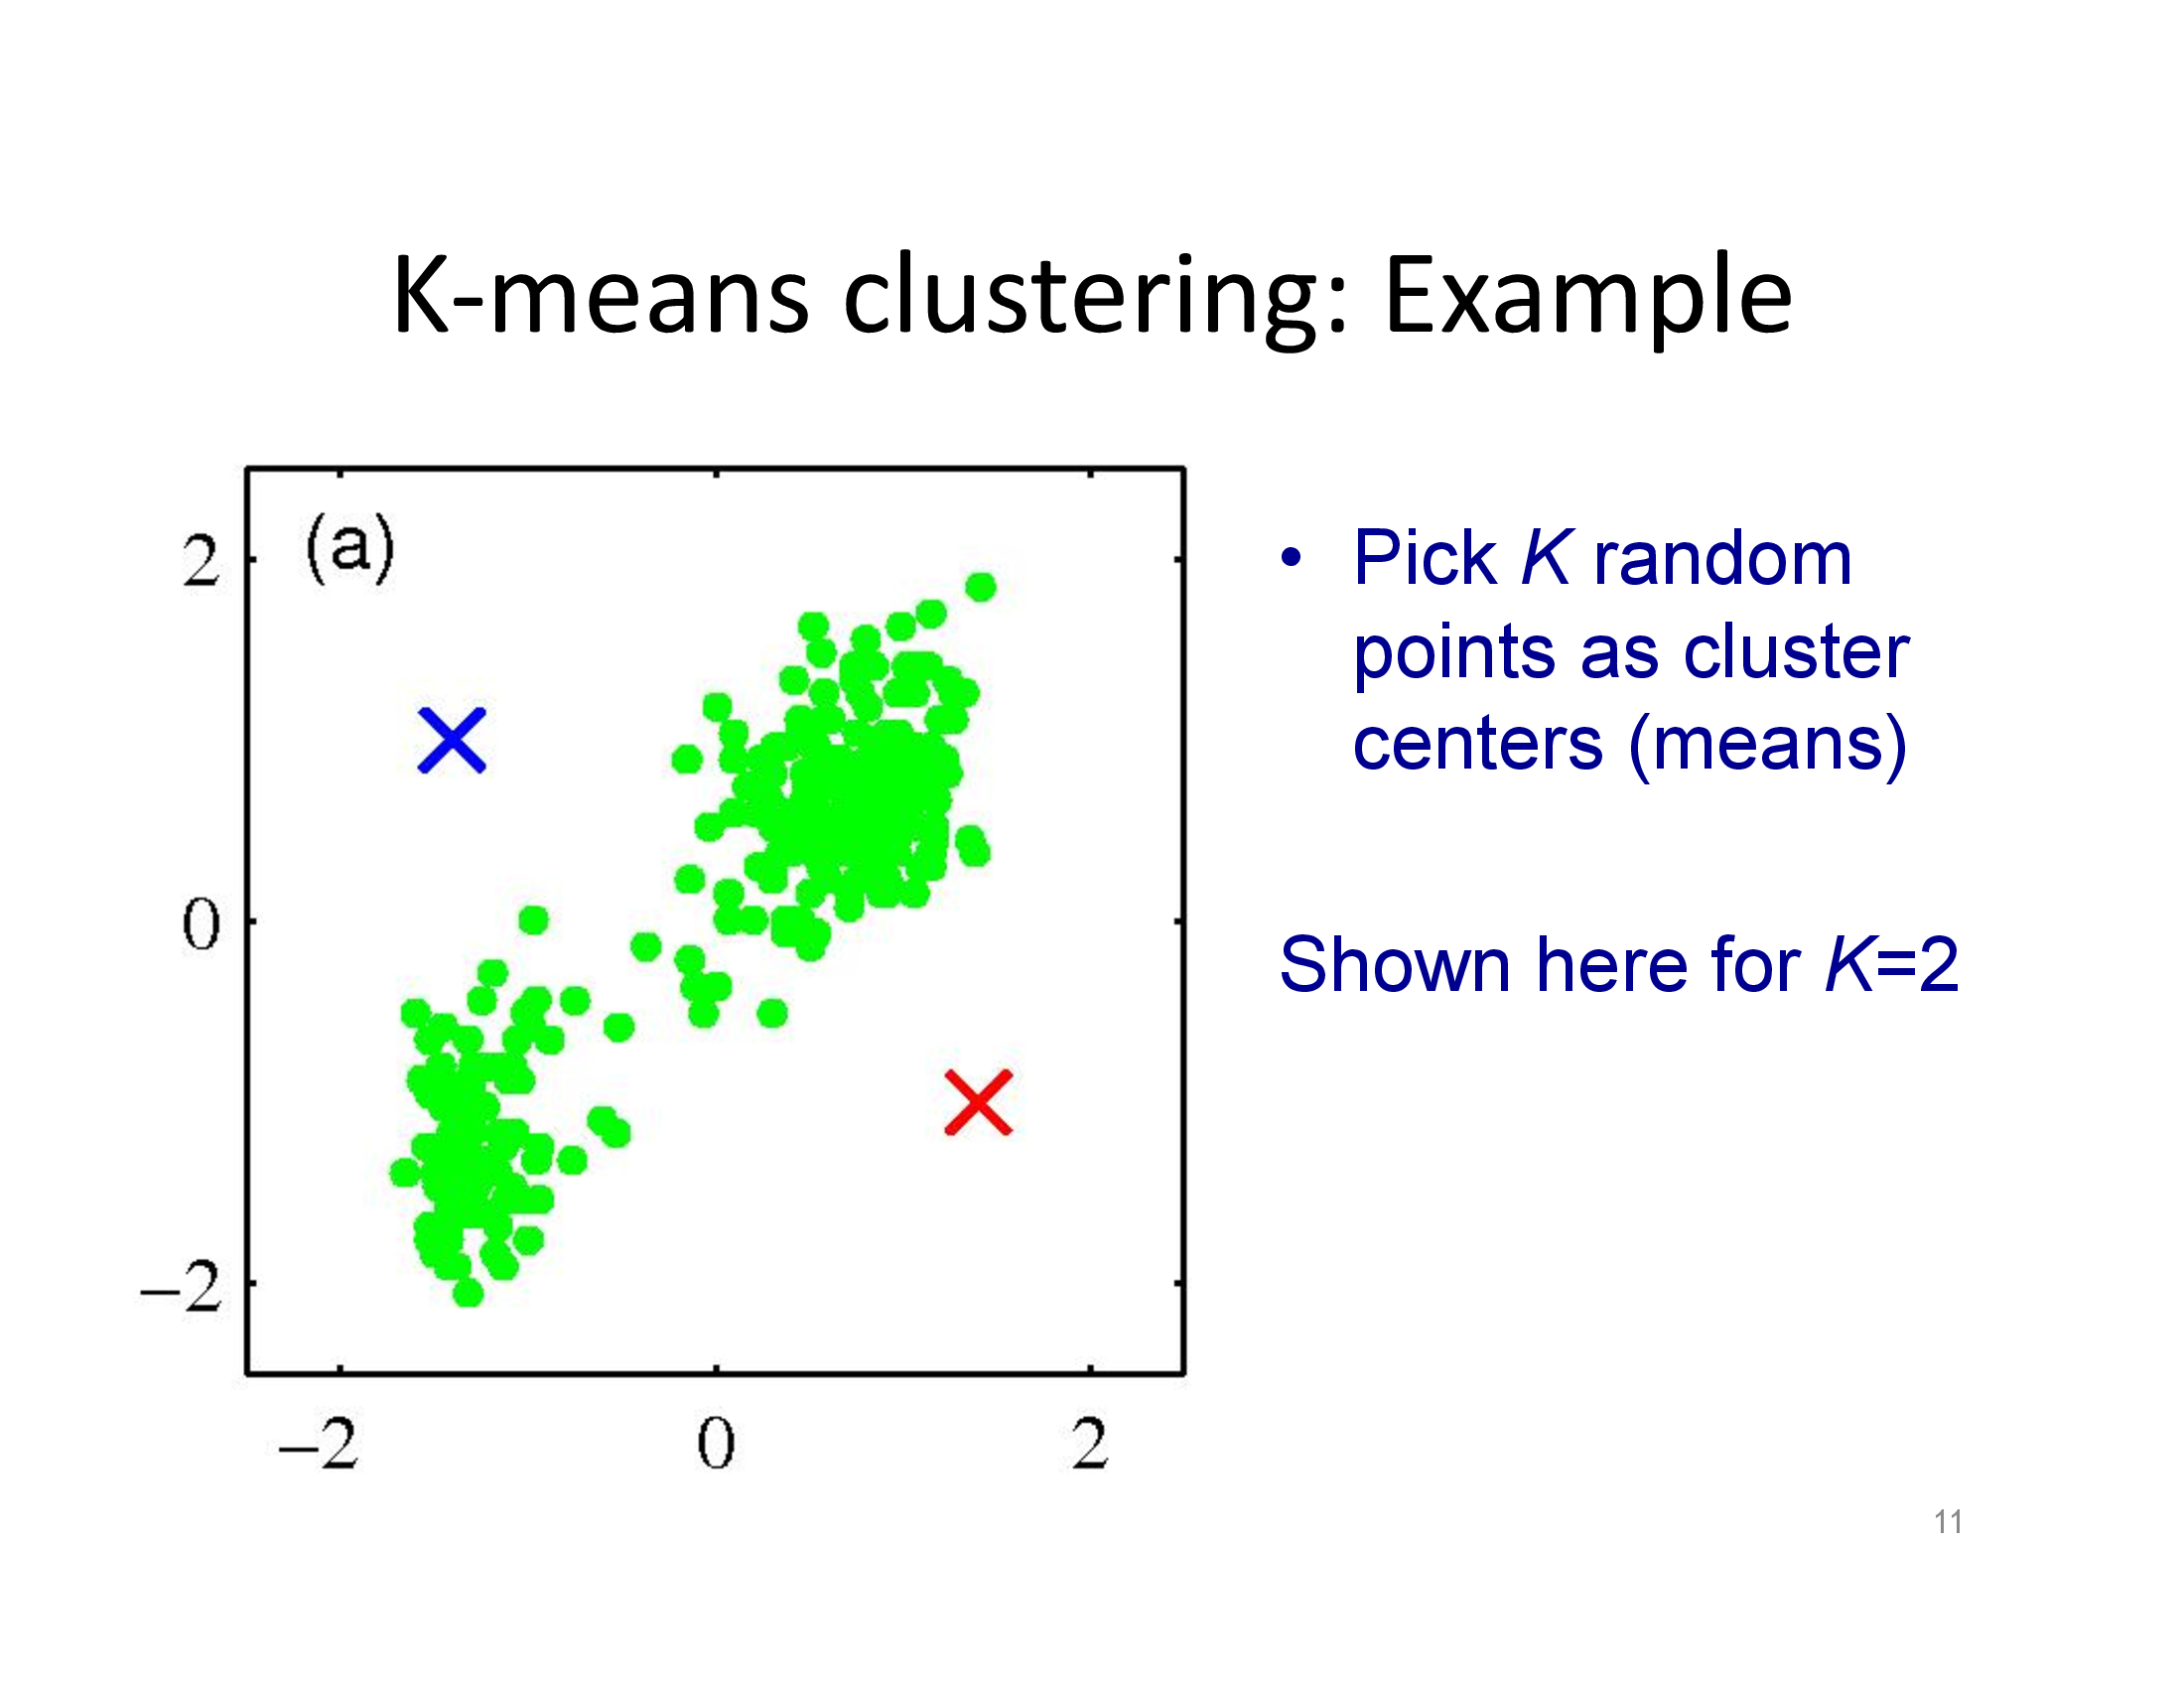 K-means clustering: Example
(a)
2
0
−2
−2 0 2
• Pick K random
points as cluster
centers (means)
Shown here for K=2
11